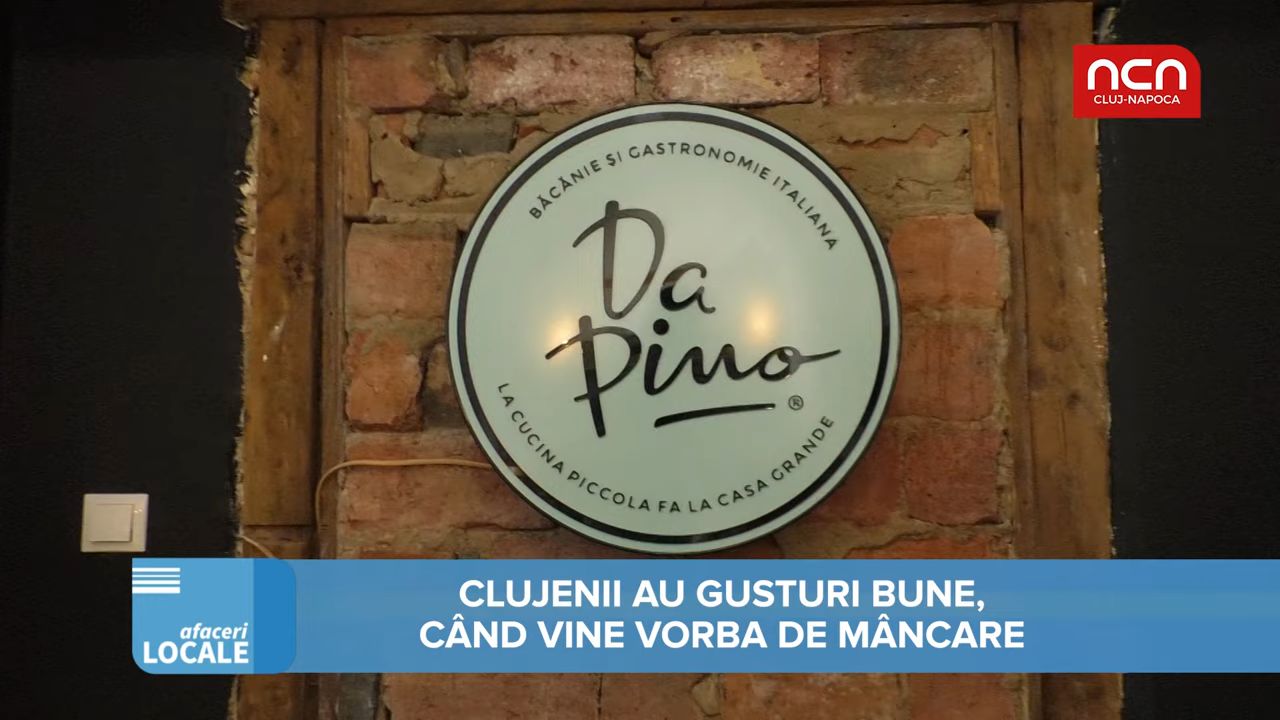 ncn
CLUJ-NAPOCA
BĂCĂNIE ȘI GASTRONOMIE ITALIANA
Da
Pino
®
LA CUCINA PICCOLA FA LA CASA GRANDE
CLUJENII AU GUSTURI BUNE,
CÂND VINE VORBA DE MÂNCARE
afaceri
LOCALE